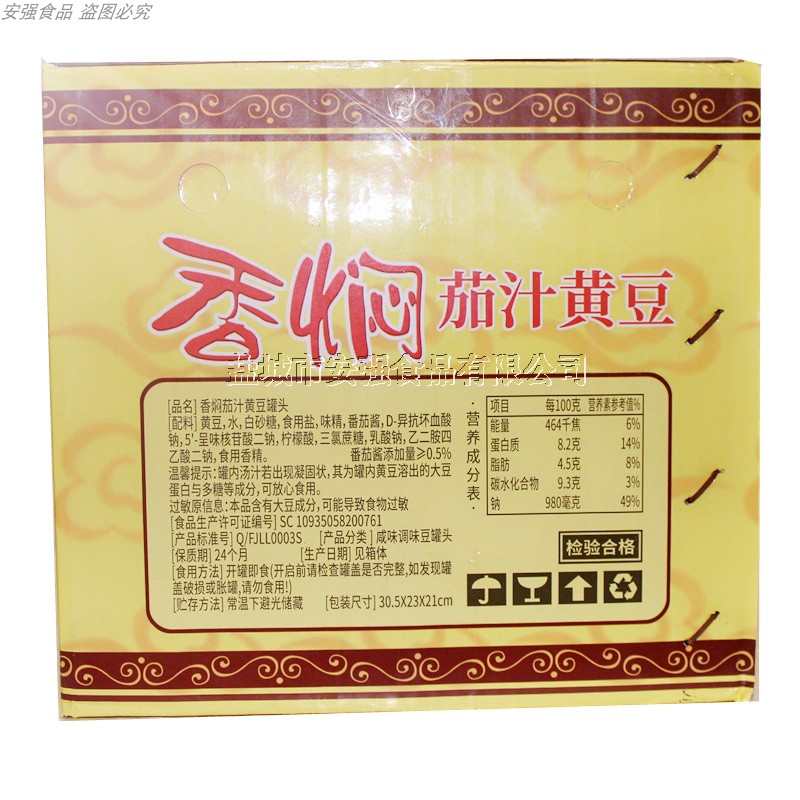 安强食品 盗图必究
香焖茄汁黄豆
盐城市安强食品有限公司
[品名] 香焖茄汁黄豆罐头
[配料] 黄豆,水,白砂糖,食用盐,味精,番茄酱,D-异抗坏血酸
钠,5'-呈味核苷酸二钠,柠檬酸,三氯蔗糖,乳酸钠,乙二胺四
乙酸二钠,食用香精。 番茄酱添加量≥0.5%
温馨提示:罐内汤汁若出现凝固状,其为罐内黄豆溶出的大豆
蛋白与多糖等成分,可放心食用。
过敏原信息:本品含有大豆成分,可能导致食物过敏
[食品生产许可证编号] SC 10935058200761
[产品标准号] Q/FJLL0003S [产品分类] 咸味调味豆罐头
[保质期] 24个月 [生产日期] 见箱体
[食用方法] 开罐即食(开启前请检查罐盖是否完整,如发现罐
盖破损或胀罐,请勿食用!)
[贮存方法] 常温下避光储藏 [包装尺寸] 30.5X23X21cm
·营养成分表·
项目 每100克 营养素参考值%
能量 464千焦 6%
蛋白质 8.2克 14%
脂肪 4.5克 8%
碳水化合物 9.3克 3%
钠 980毫克 49%
检验合格